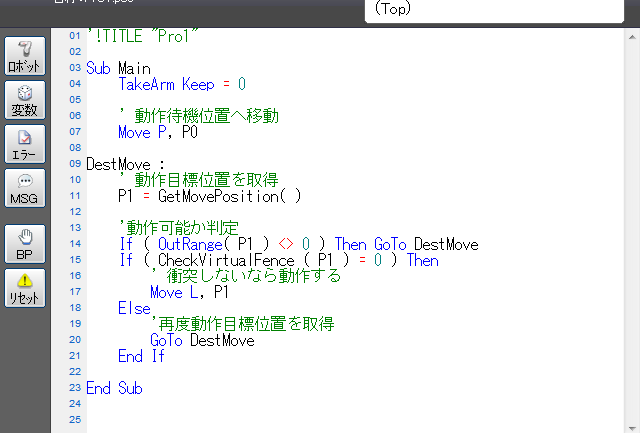 (Top)
ロボット
変数
エラー
MSG
BP
リセット
01 '!TITLE "Pro1"
02
03 Sub Main
04 TakeArm Keep = 0
05
06 ' 動作待機位置へ移動
07 Move P, P0
08
09 DestMove :
10 ' 動作目標位置を取得
11 P1 = GetMovePosition( )
12
13 '動作可能か判定
14 If ( OutRange( P1 ) <> 0 ) Then GoTo DestMove
15 If ( CheckVirtualFence ( P1 ) = 0 ) Then
16 ' 衝突しないなら動作する
17 Move L, P1
18 Else
19 '再度動作目標位置を取得
20 GoTo DestMove
21 End If
22
23 End Sub
24
25